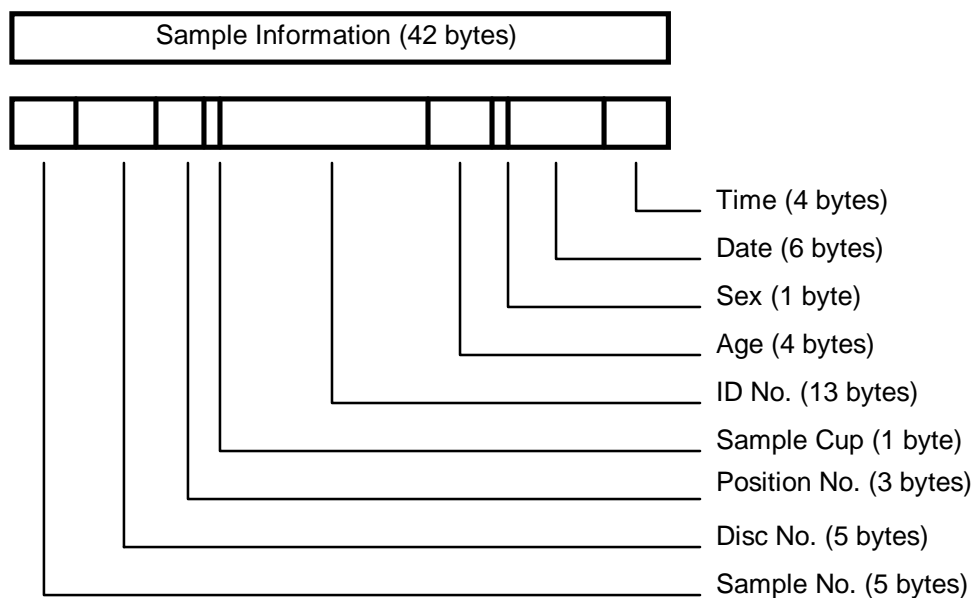 Sample Information (42 bytes)
Time (4 bytes)
Date (6 bytes)
Sex (1 byte)
Age (4 bytes)
ID No. (13 bytes)
Sample Cup (1 byte)
Position No. (3 bytes)
Disc No. (5 bytes)
Sample No. (5 bytes)